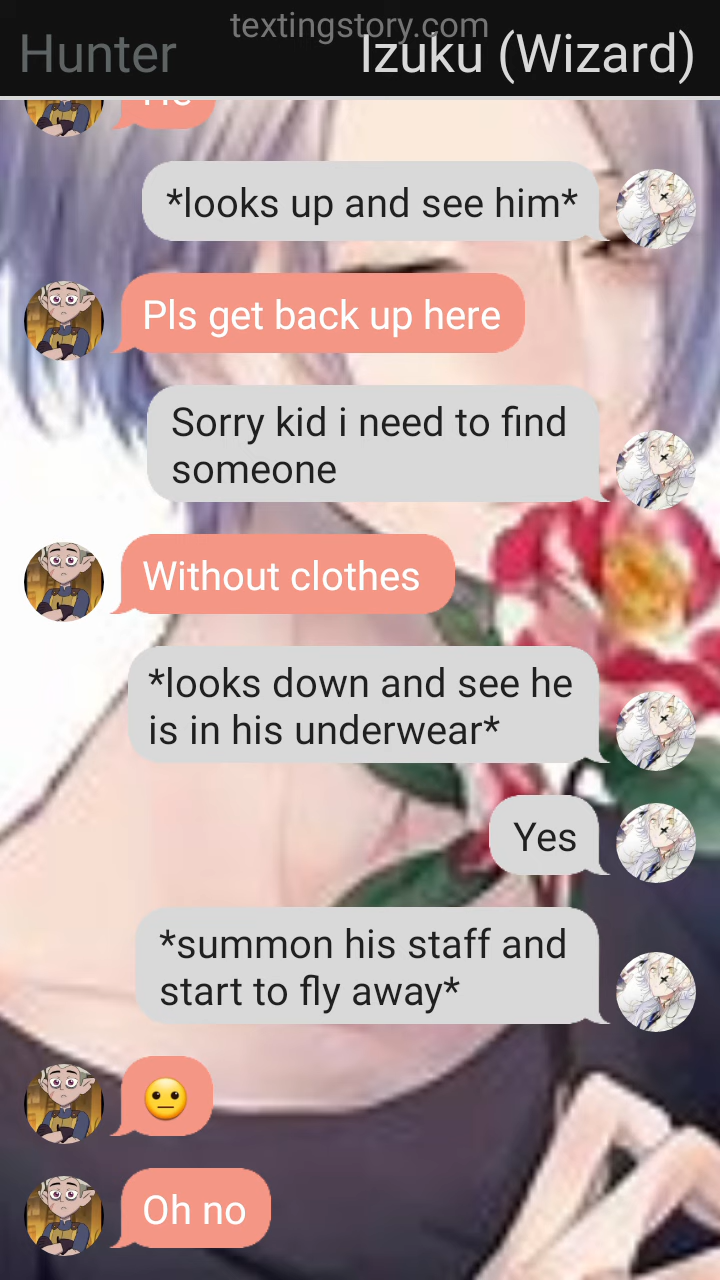 textingstory.com
Hunter
Izuku (Wizard)
*looks up and see him*
Pls get back up here
Sorry kid i need to find
someone
Without clothes
*looks down and see he
is in his underwear*
Yes
*summon his staff and
start to fly away*
😐
Oh no